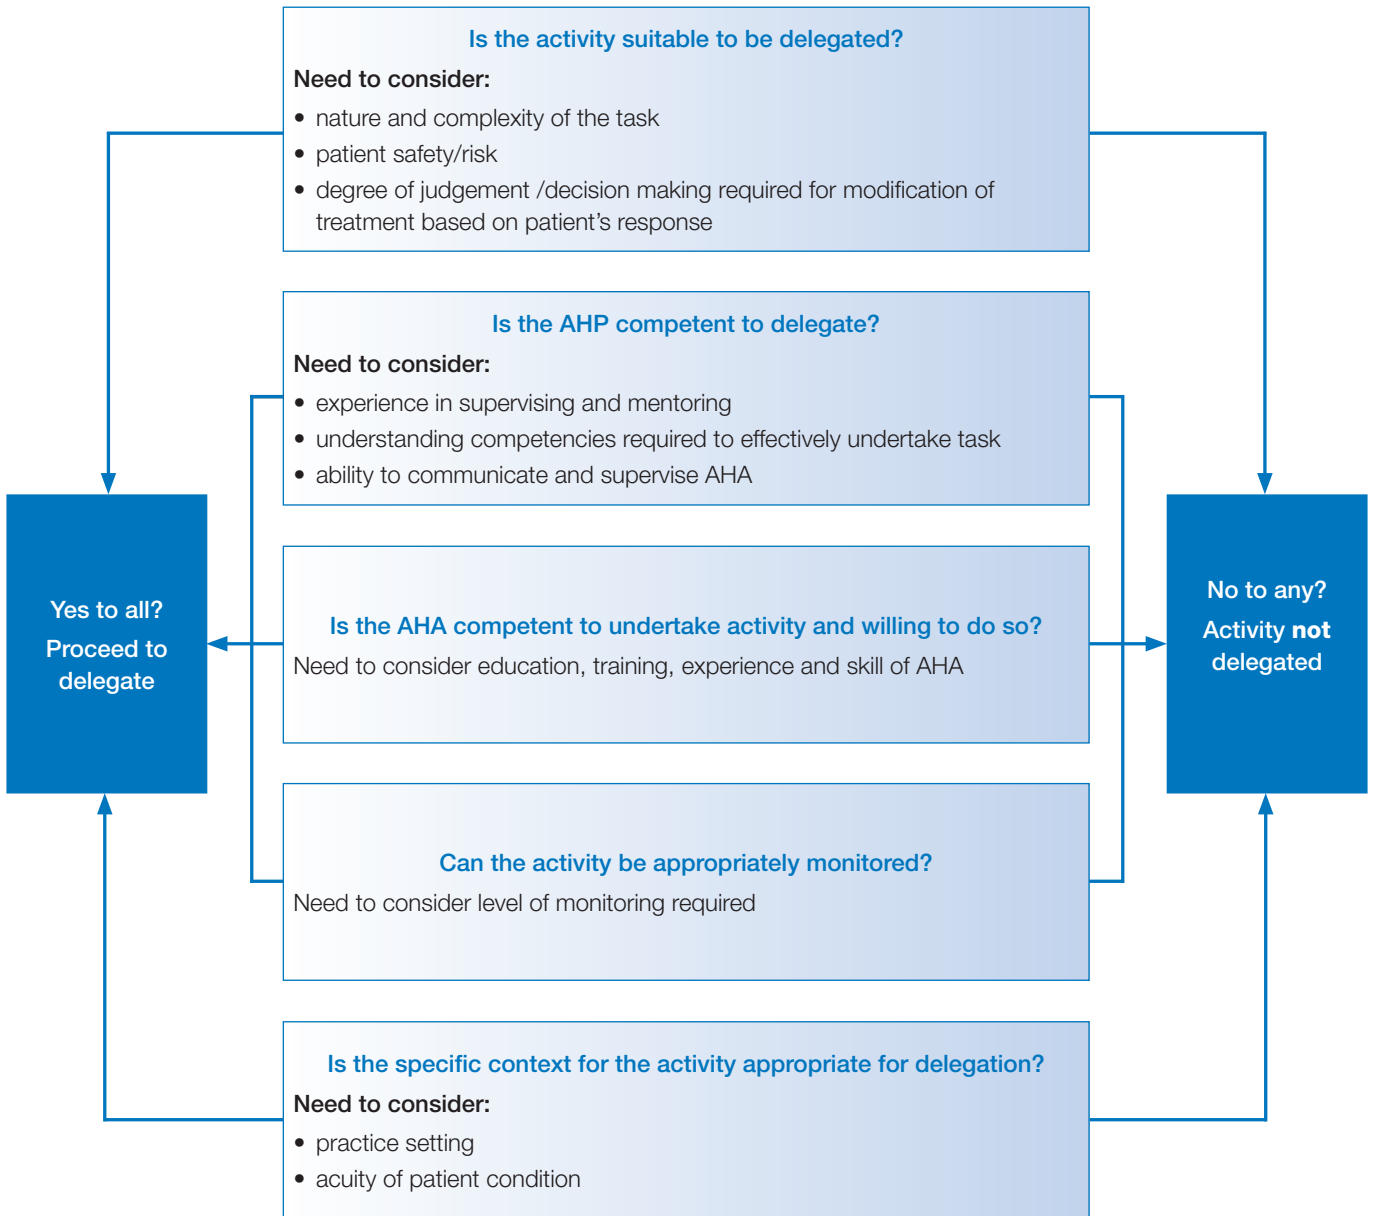 Is the activity suitable to be delegated?
Need to consider:
• nature and complexity of the task
• patient safety/risk
• degree of judgement /decision making required for modification of
treatment based on patient’s response
Is the AHP competent to delegate?
Need to consider:
• experience in supervising and mentoring
• understanding competencies required to effectively undertake task
• ability to communicate and supervise AHA
Yes to all?
Proceed to
delegate
Is the AHA competent to undertake activity and willing to do so?
Need to consider education, training, experience and skill of AHA
No to any?
Activity not
delegated
Can the activity be appropriately monitored?
Need to consider level of monitoring required
Is the specific context for the activity appropriate for delegation?
Need to consider:
• practice setting
• acuity of patient condition